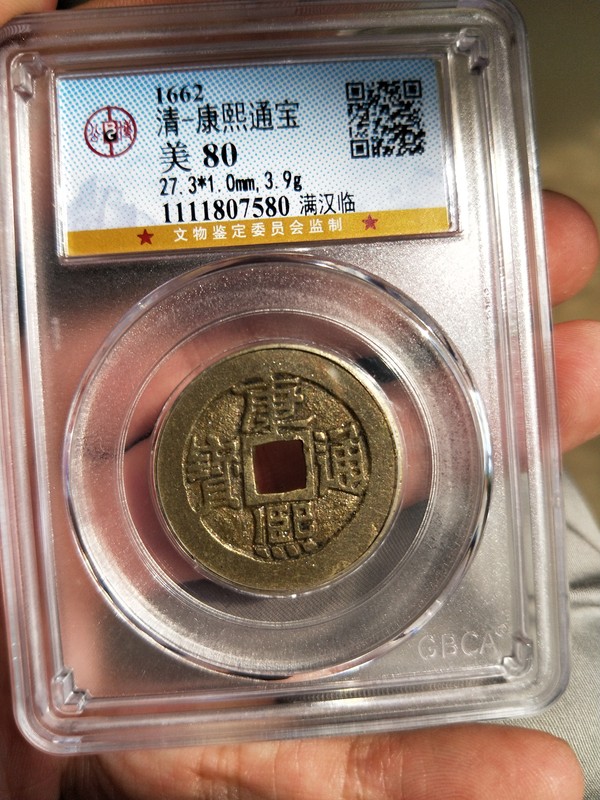 1662
清-康熙通宝
美 80
27.3*1.0mm,3.9g
1111807580 满汉临
★ 文物鉴定委员会监制 ★
康
寶 通
熙
GBCA